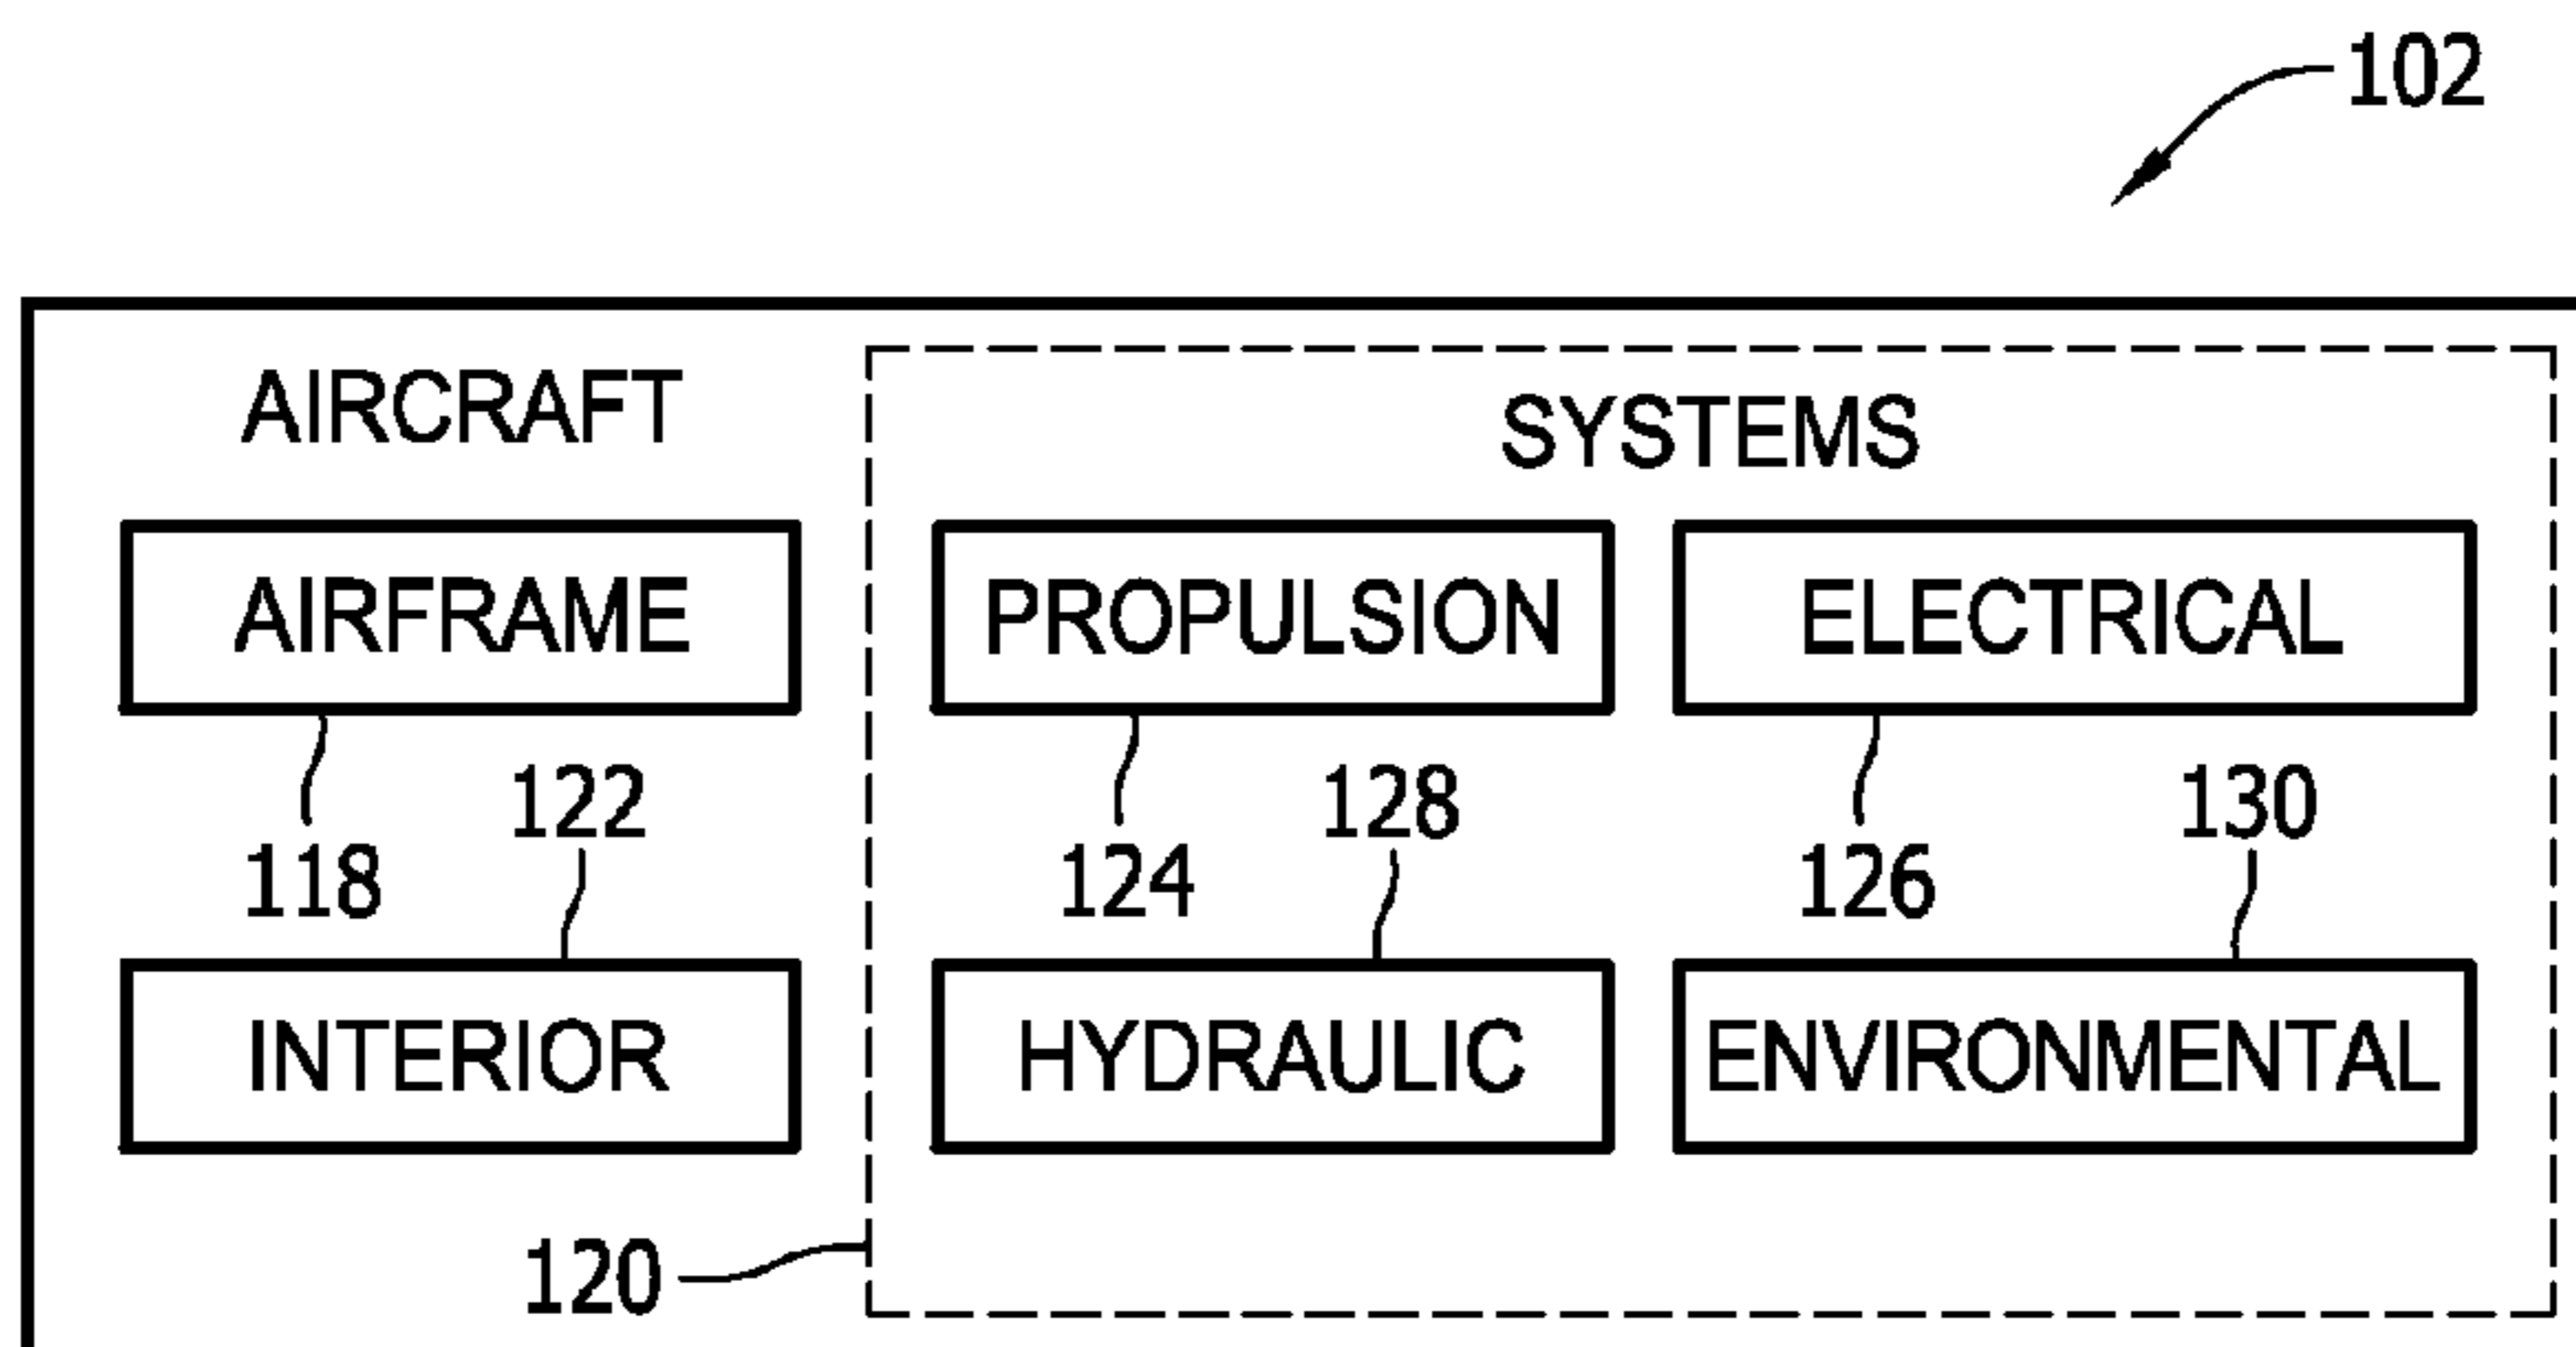 102
AIRCRAFT
SYSTEMS
AIRFRAME
PROPULSION
ELECTRICAL
122
128
130
118
124
126
INTERIOR
HYDRAULIC
ENVIRONMENTAL
120